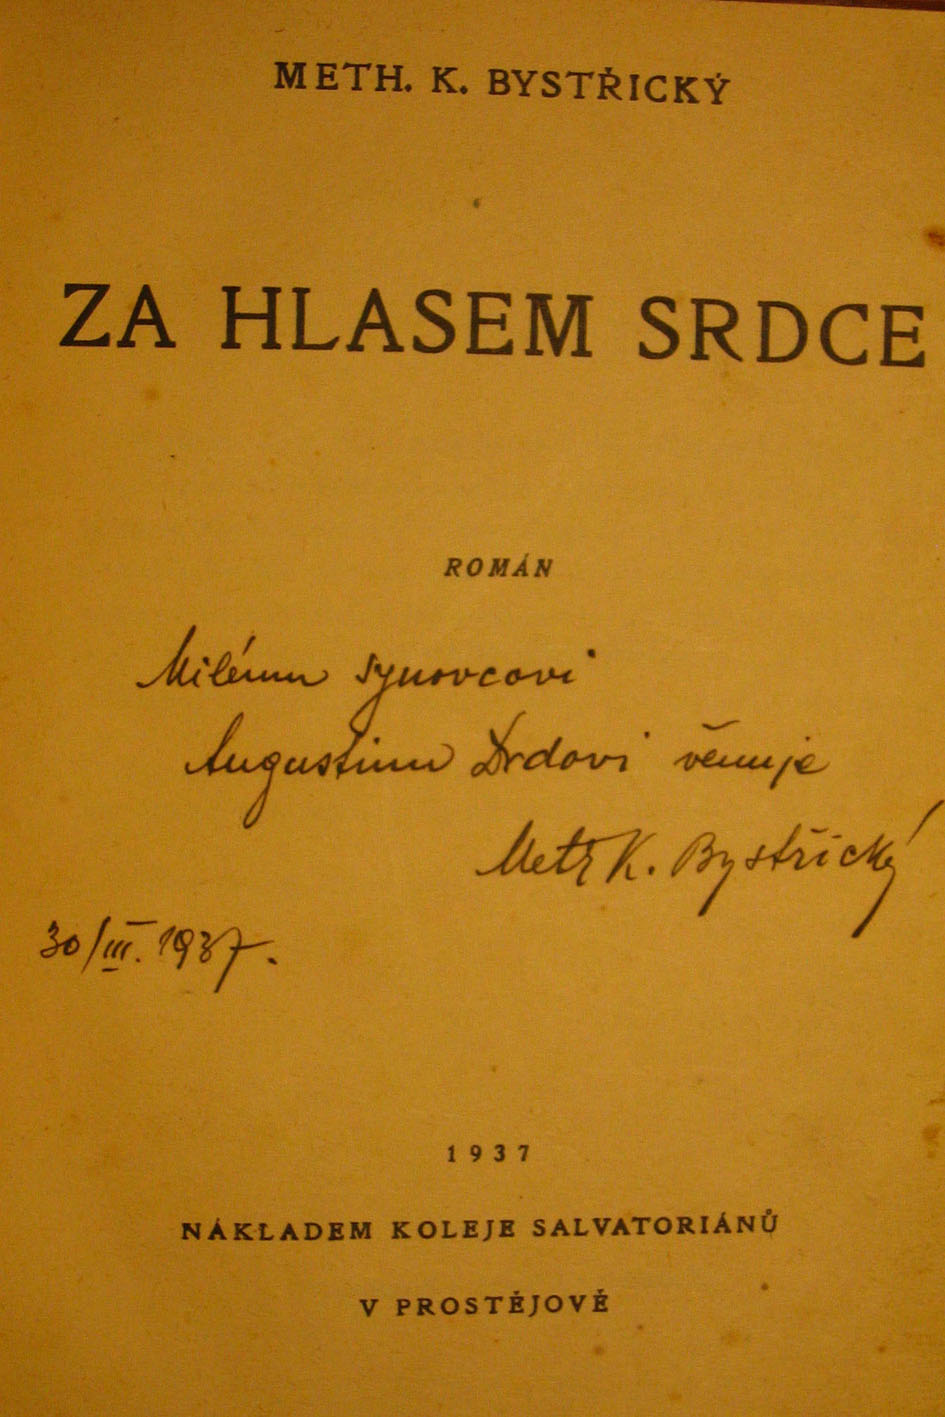 METH. K. BYSTŘICKÝ
ZA HLASEM SRDCE
ROMÁN
Milému synovcovi
Augustinu Drdovi věnuje
Meth K. Bystřický
30/III. 1937.
1937
NÁKLADEM KOLEJE SALVATORIÁNŮ
V PROSTĚJOVĚ